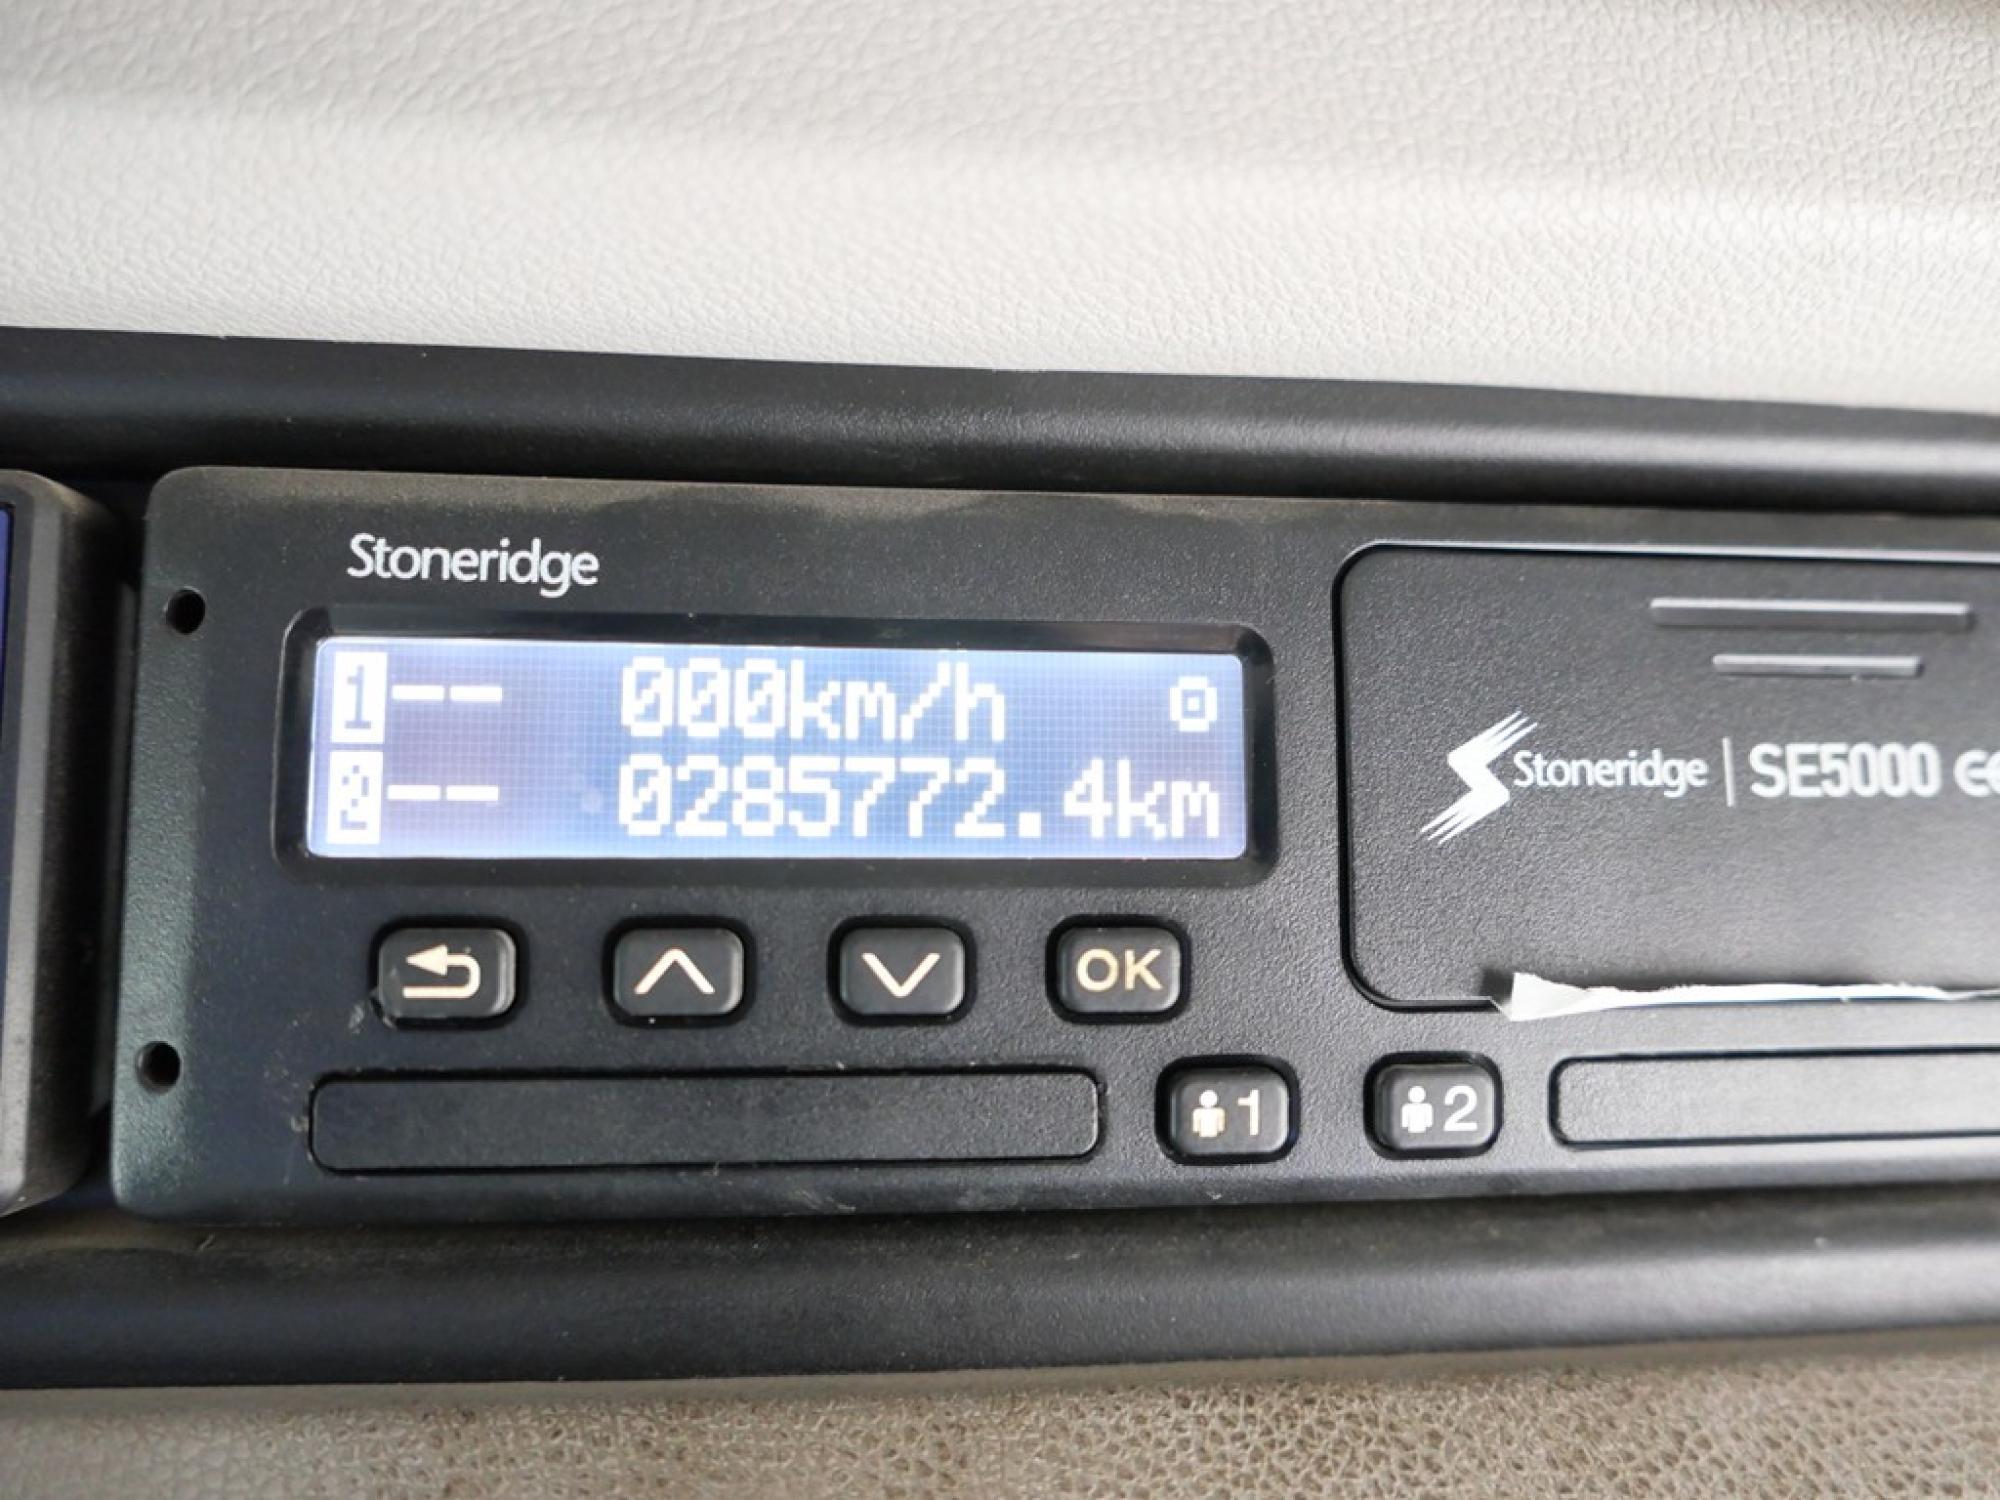 Stoneridge
1 -- 000km/h
2 -- 0285772.4km
Stoneridge | SE5000
OK
1 2